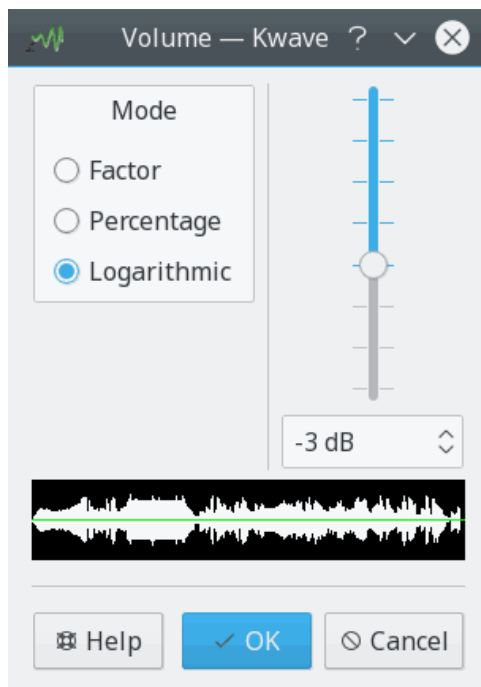 Volume — Kwave
Mode
Factor
Percentage
Logarithmic
-3 dB
Help
OK
Cancel